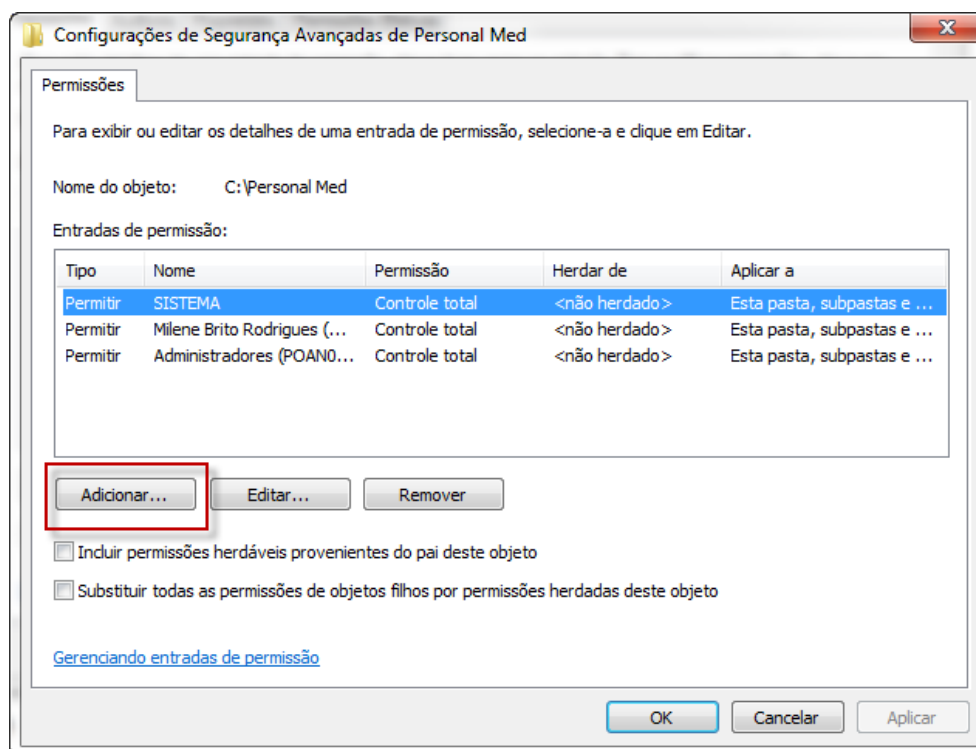 Configurações de Segurança Avançadas de Personal Med
Permissões
Para exibir ou editar os detalhes de uma entrada de permissão, selecione-a e clique em Editar.
Nome do objeto: C:\Personal Med
Entradas de permissão:
Tipo Nome Permissão Herdar de Aplicar a
Permitir SISTEMA Controle total <não herdado> Esta pasta, subpastas e ...
Permitir Milene Brito Rodrigues (... Controle total <não herdado> Esta pasta, subpastas e ...
Permitir Administradores (POAN0... Controle total <não herdado> Esta pasta, subpastas e ...
Adicionar... Editar... Remover
Incluir permissões herdáveis provenientes do pai deste objeto
Substituir todas as permissões de objetos filhos por permissões herdadas deste objeto
Gerenciando entradas de permissão
OK Cancelar Aplicar